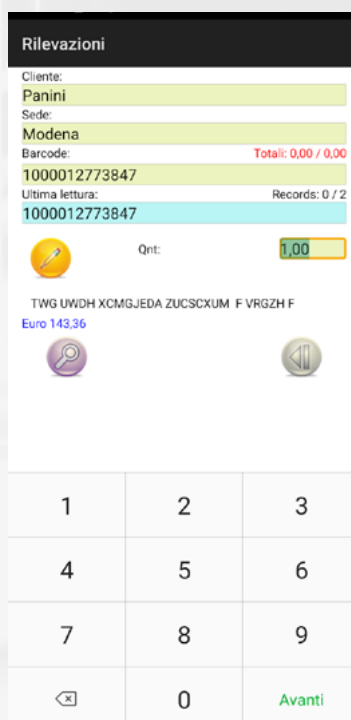 Rilevazioni
Cliente:
Panini
Sede:
Modena
Barcode: Totali: 0,00 / 0,00
1000012773847
Ultima lettura: Records: 0 / 2
1000012773847
Qnt: 1,00
TWG UWDH XCMGJEDA ZUCSCXUM F VRGZH F
Euro 143,36
1 2 3
4 5 6
7 8 9
0 Avanti